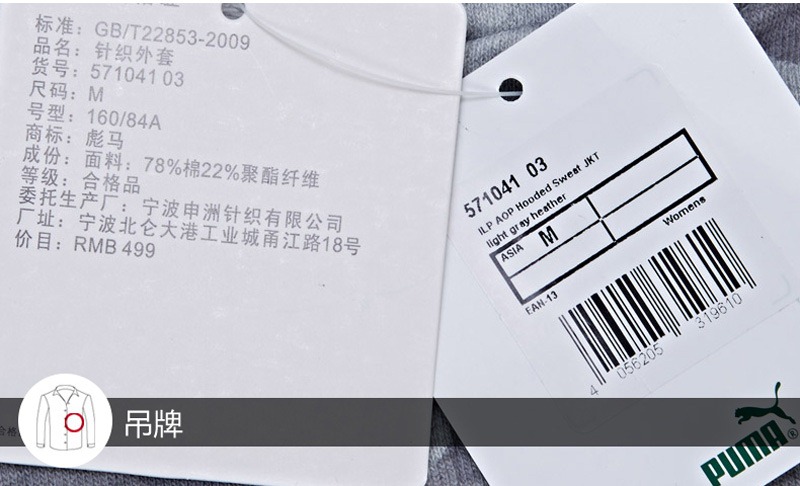 标准：GB/T22853-2009
品名：针织外套
货号：571041 03
尺码：M
号型：160/84A
商标：彪马
成份：面料：78%棉22%聚酯纤维
等级：合格品
委托生产厂：宁波申洲针织有限公司
厂址：宁波北仑大港工业城甬江路18号
价目：RMB 499
571041 03
ILP AOP Hooded Sweat JKT
light gray heather
ASIA M
Womens
EAN-13
4 056205 319610
PUMA®
吊牌